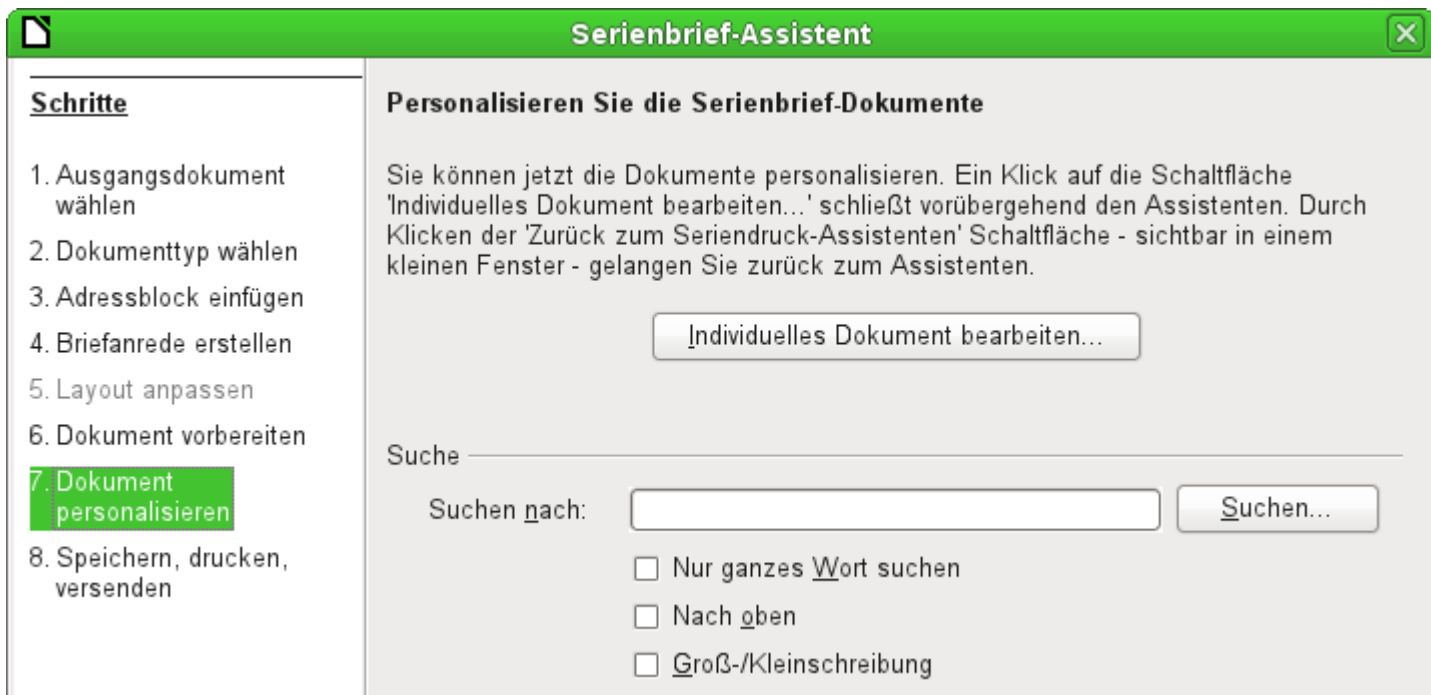 Serienbrief-Assistent
Schritte
1. Ausgangsdokument
wählen
2. Dokumenttyp wählen
3. Adressblock einfügen
4. Briefanrede erstellen
5. Layout anpassen
6. Dokument vorbereiten
7. Dokument
personalisieren
8. Speichern, drucken,
versenden
Personalisieren Sie die Serienbrief-Dokumente
Sie können jetzt die Dokumente personalisieren. Ein Klick auf die Schaltfläche
'Individuelles Dokument bearbeiten...' schließt vorübergehend den Assistenten. Durch
Klicken der 'Zurück zum Seriendruck-Assistenten' Schaltfläche - sichtbar in einem
kleinen Fenster - gelangen Sie zurück zum Assistenten.
Individuelles Dokument bearbeiten...
Suche
Suchen nach:
Suchen...
Nur ganzes Wort suchen
Nach oben
Groß-/Kleinschreibung